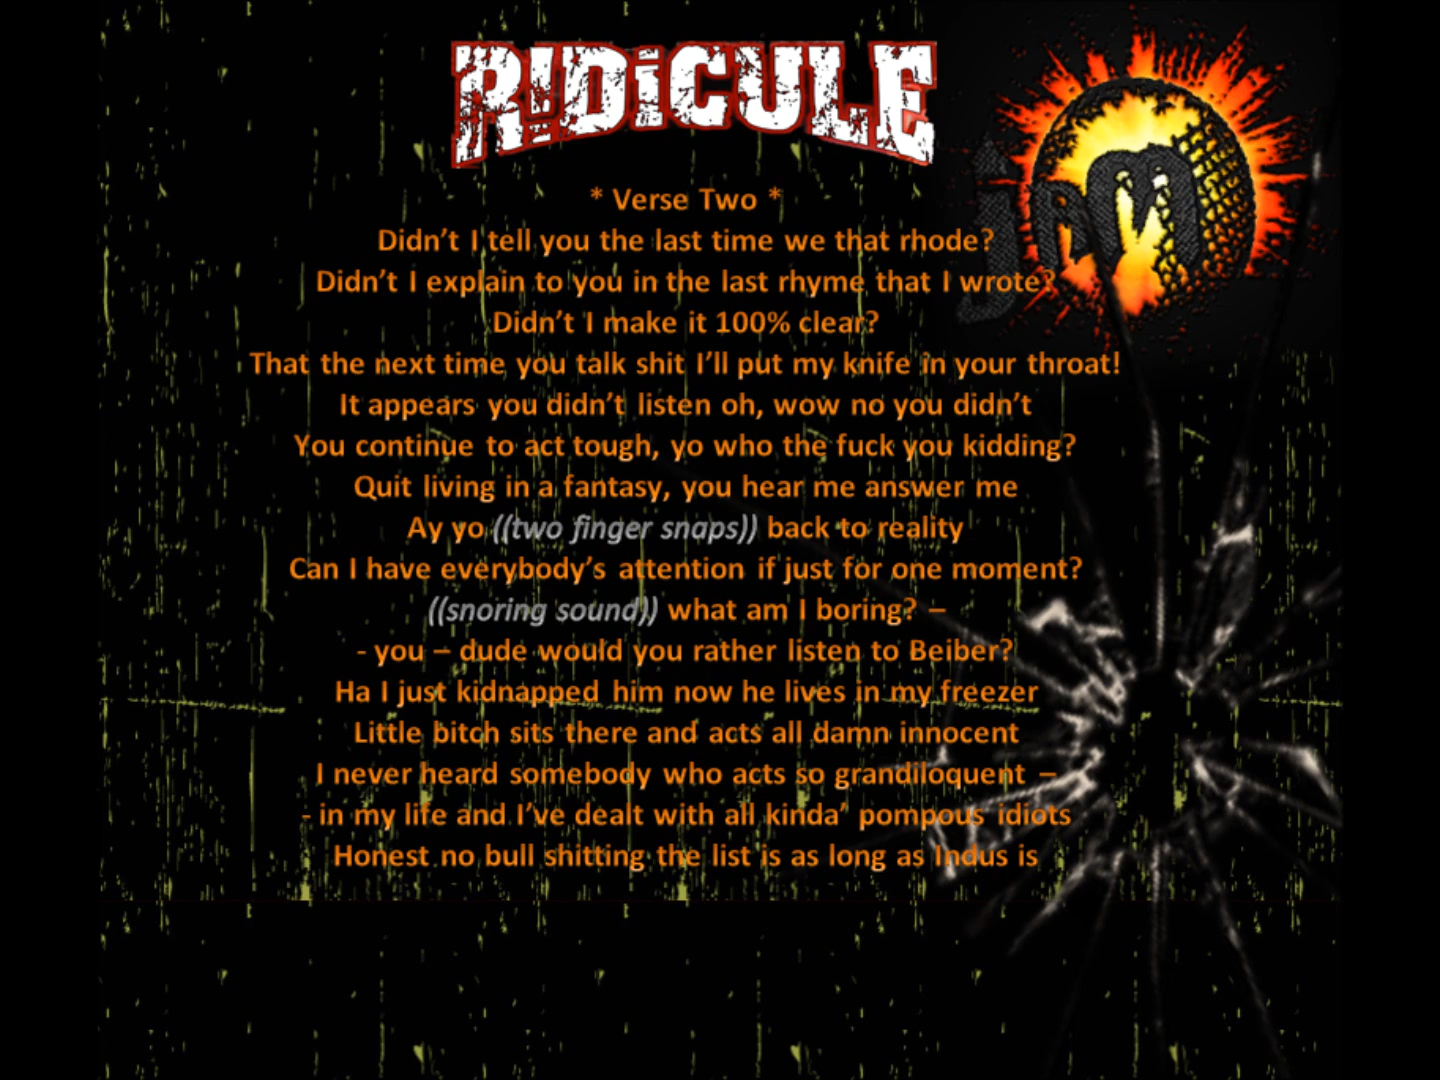 R!DiCULE
jAM
* Verse Two *
Didn't I tell you the last time we that rhode?
Didn't I explain to you in the last rhyme that I wrote?
Didn't I make it 100% clear?
That the next time you talk shit I'll put my knife in your throat!
It appears you didn't listen oh, wow no you didn't
You continue to act tough, yo who the fuck you kidding?
Quit living in a fantasy, you hear me answer me
Ay yo ((two finger snaps)) back to reality
Can I have everybody's attention if just for one moment?
((snoring sound)) what am I boring? –
- you – dude would you rather listen to Beiber?
Ha I just kidnapped him now he lives in my freezer
Little bitch sits there and acts all damn innocent
I never heard somebody who acts so grandiloquent –
- in my life and I've dealt with all kinda' pompous idiots
Honest no bull shitting the list is as long as Indus is